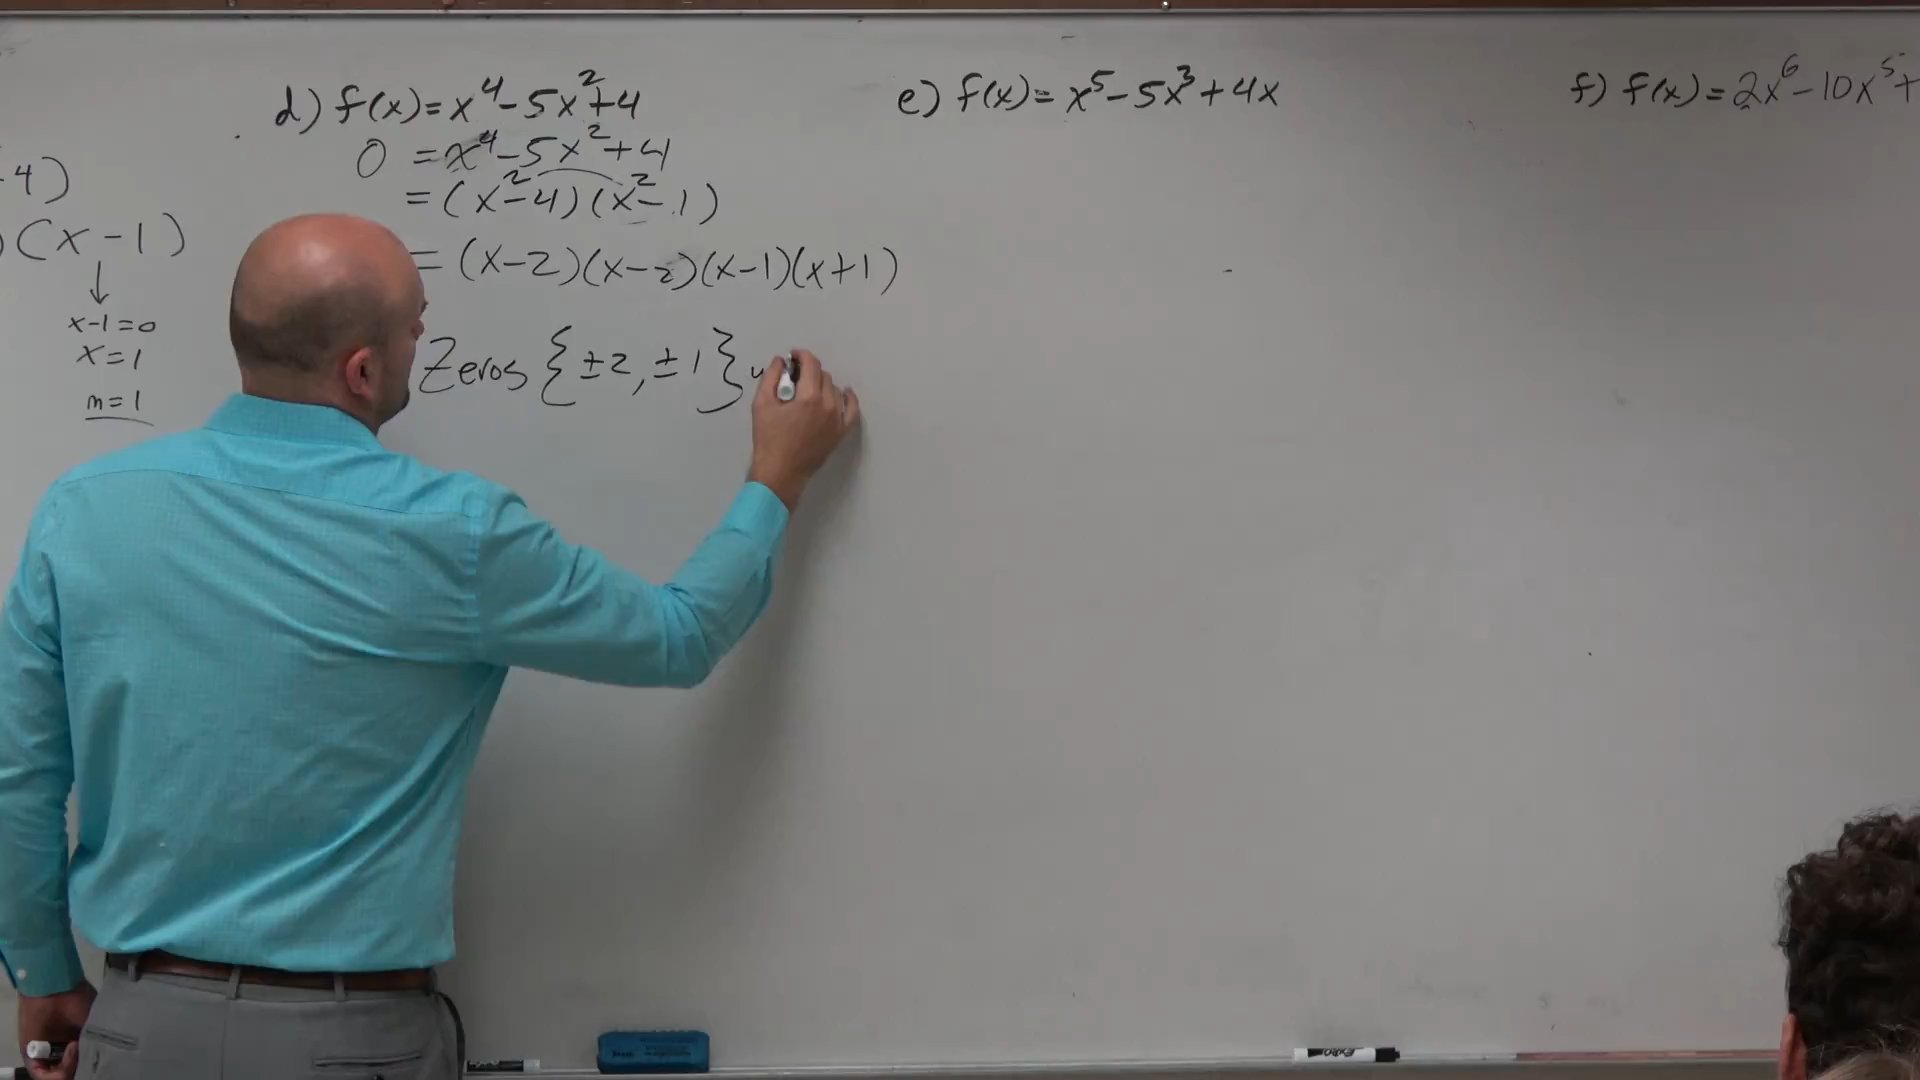 -4)
)(x-1)
↓
x-1=0
x=1
m=1
d) f(x)=x⁴-5x²+4
0 =x⁴-5x²+4
=(x²-4)(x²-1)
=(x-2)(x-2)(x-1)(x+1)
Zeros {±2,±1}
e) f(x)=x⁵-5x³+4x
f) f(x)=2x⁶-10x⁵+
EXPO